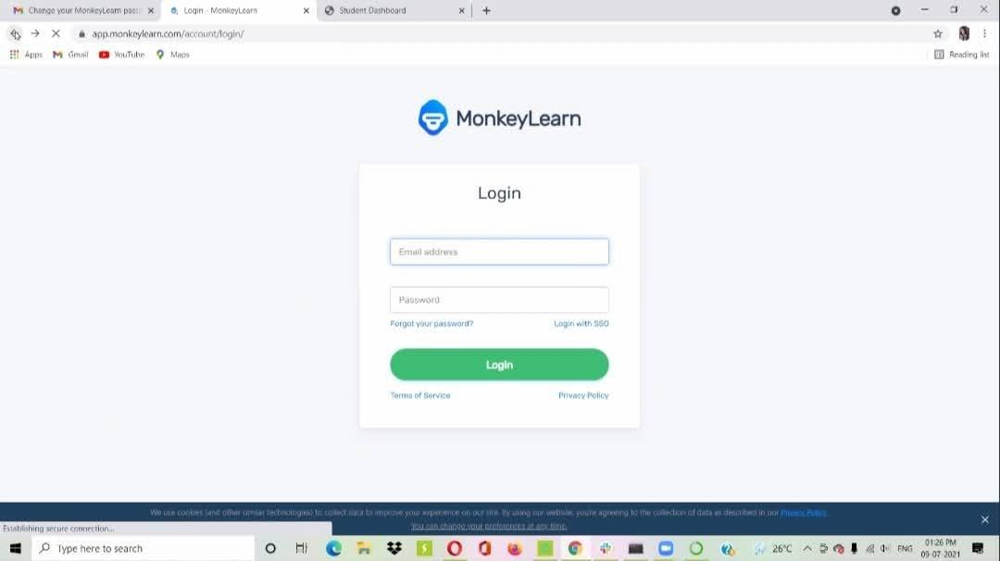 Change your MonkeyLearn pass
Login - MonkeyLearn
Student Dashboard
app.monkeylearn.com/account/login/
Apps
Gmail
YouTube
Maps
Reading list
MonkeyLearn
Login
Email address
Password
Forgot your password?
Login with SSO
Login
Terms of Service
Privacy Policy
We use cookies (and other similar technologies) to collect data to improve your experience on our site. By using our website, you're agreeing to the collection of data as described in our Privacy Policy.
You can change your preferences at any time.
Establishing secure connection...
Type here to search
26°C
ENG
01:26 PM
09-07-2021